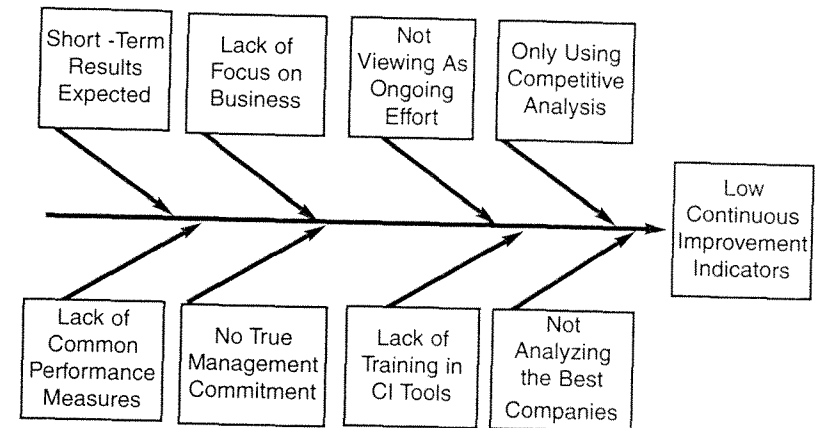 Short -Term
Results
Expected
Lack of
Focus on
Business
Not
Viewing As
Ongoing
Effort
Only Using
Competitive
Analysis
Low
Continuous
Improvement
Indicators
Lack of
Common
Performance
Measures
No True
Management
Commitment
Lack of
Training in
CI Tools
Not
Analyzing
the Best
Companies